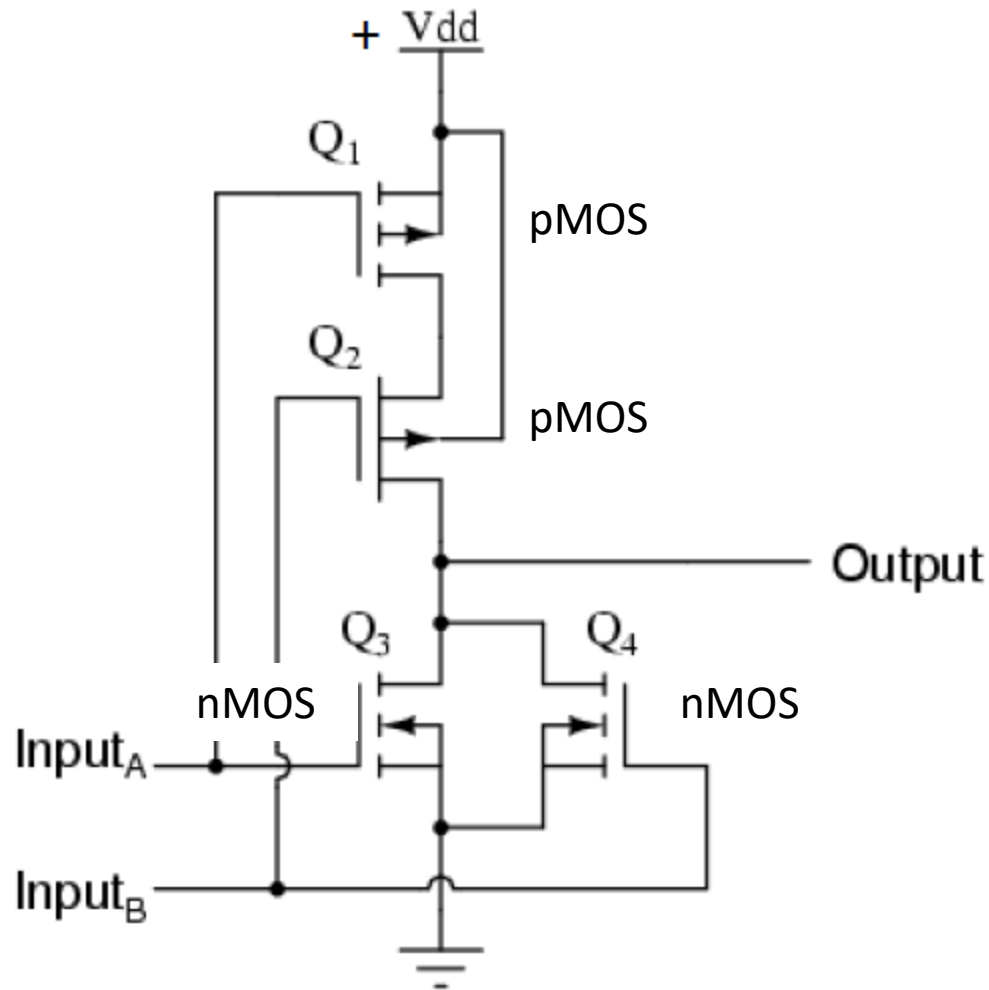 + Vdd
Q1
pMOS
Q2
pMOS
Output
Q3
Q4
nMOS
nMOS
InputA
InputB